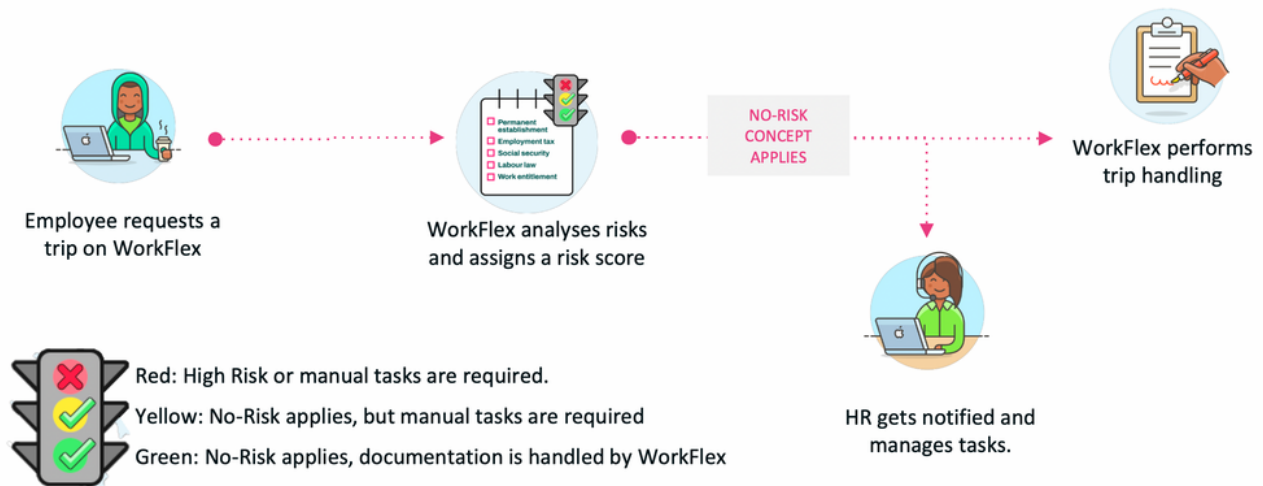 Permanent
establishment
Employment tax
Social security
Labour law
Work entitlement
NO-RISK
CONCEPT
APPLIES
WorkFlex performs
trip handling
Employee requests a
trip on WorkFlex
WorkFlex analyses risks
and assigns a risk score
Red: High Risk or manual tasks are required.
Yellow: No-Risk applies, but manual tasks are required
Green: No-Risk applies, documentation is handled by WorkFlex
HR gets notified and
manages tasks.